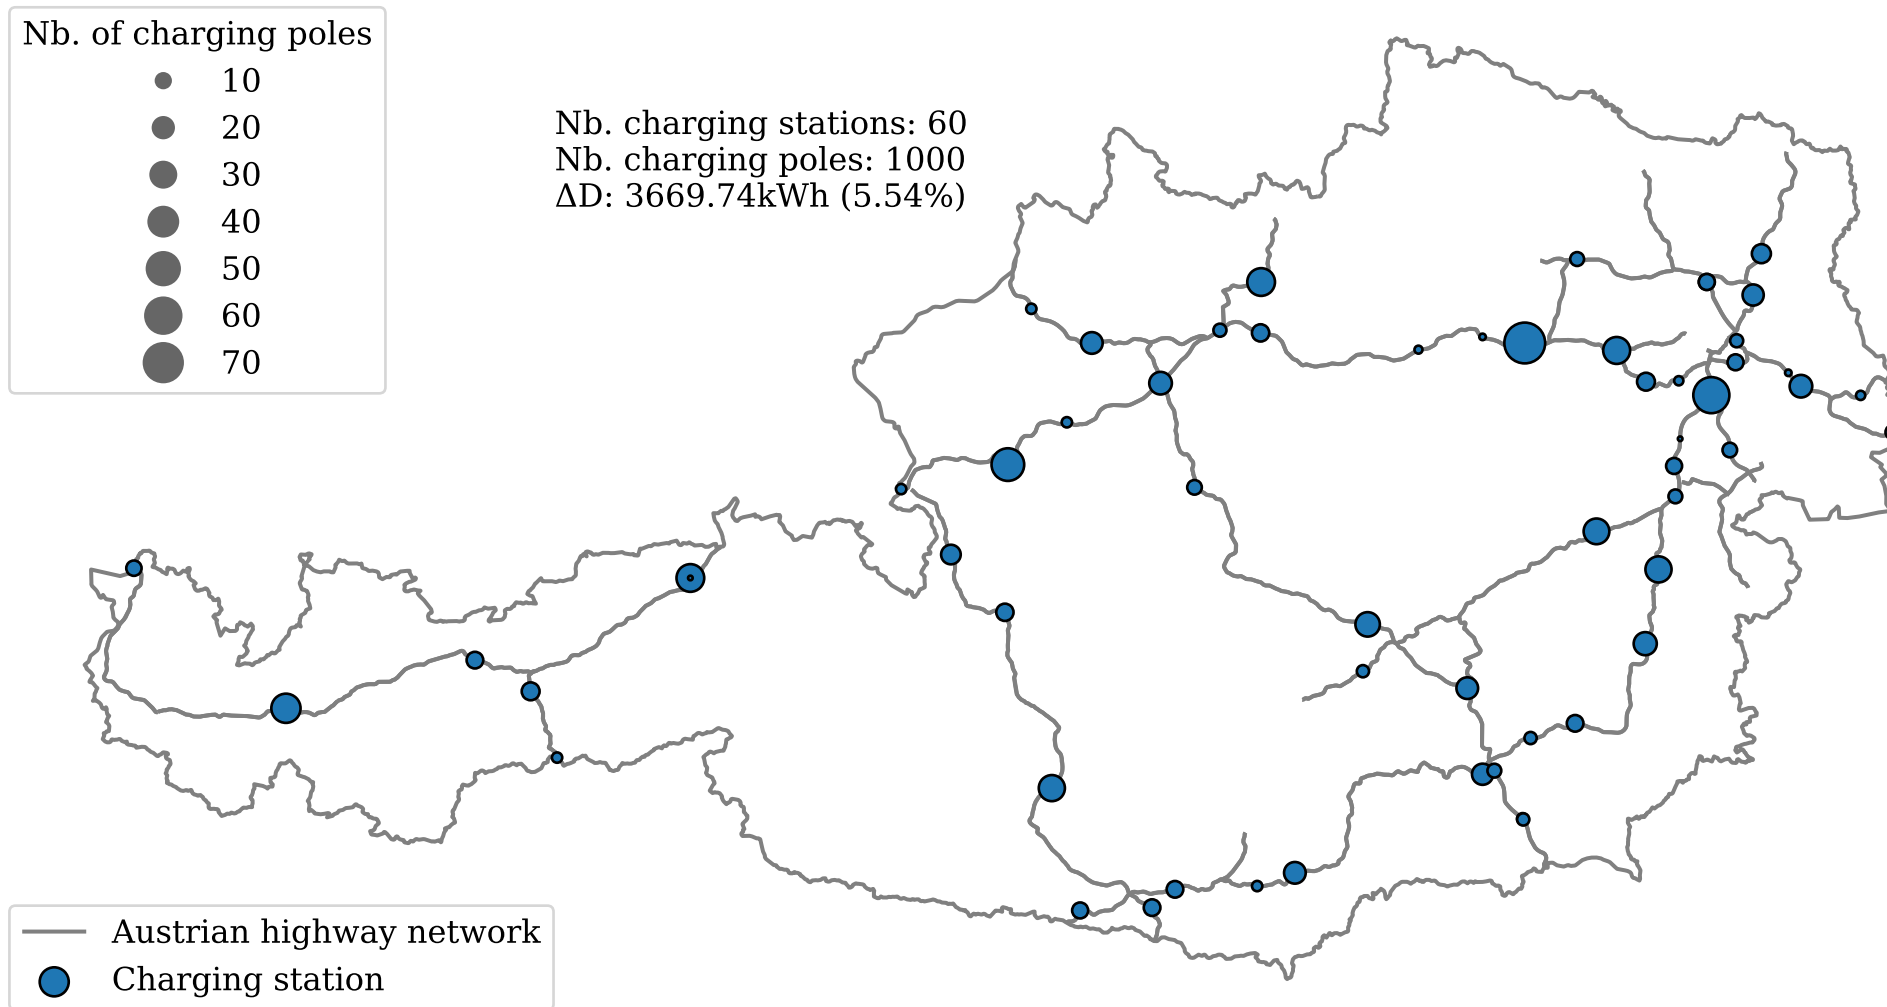 Nb. of charging poles
10
20
30
40
50
60
70
Nb. charging stations: 60
Nb. charging poles: 1000
ΔD: 3669.74kWh (5.54%)
Austrian highway network
Charging station